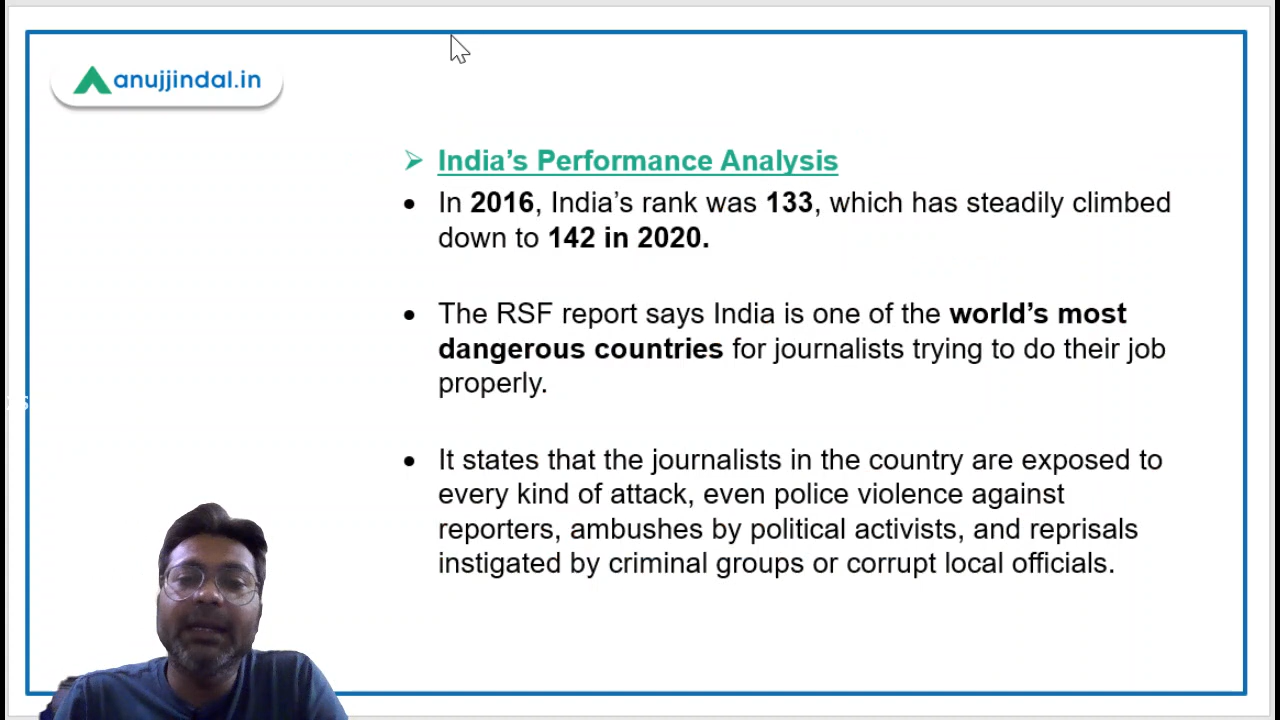 anujjindal.in
➢ India’s Performance Analysis
• In 2016, India’s rank was 133, which has steadily climbed
down to 142 in 2020.
• The RSF report says India is one of the world’s most
dangerous countries for journalists trying to do their job
properly.
• It states that the journalists in the country are exposed to
every kind of attack, even police violence against
reporters, ambushes by political activists, and reprisals
instigated by criminal groups or corrupt local officials.